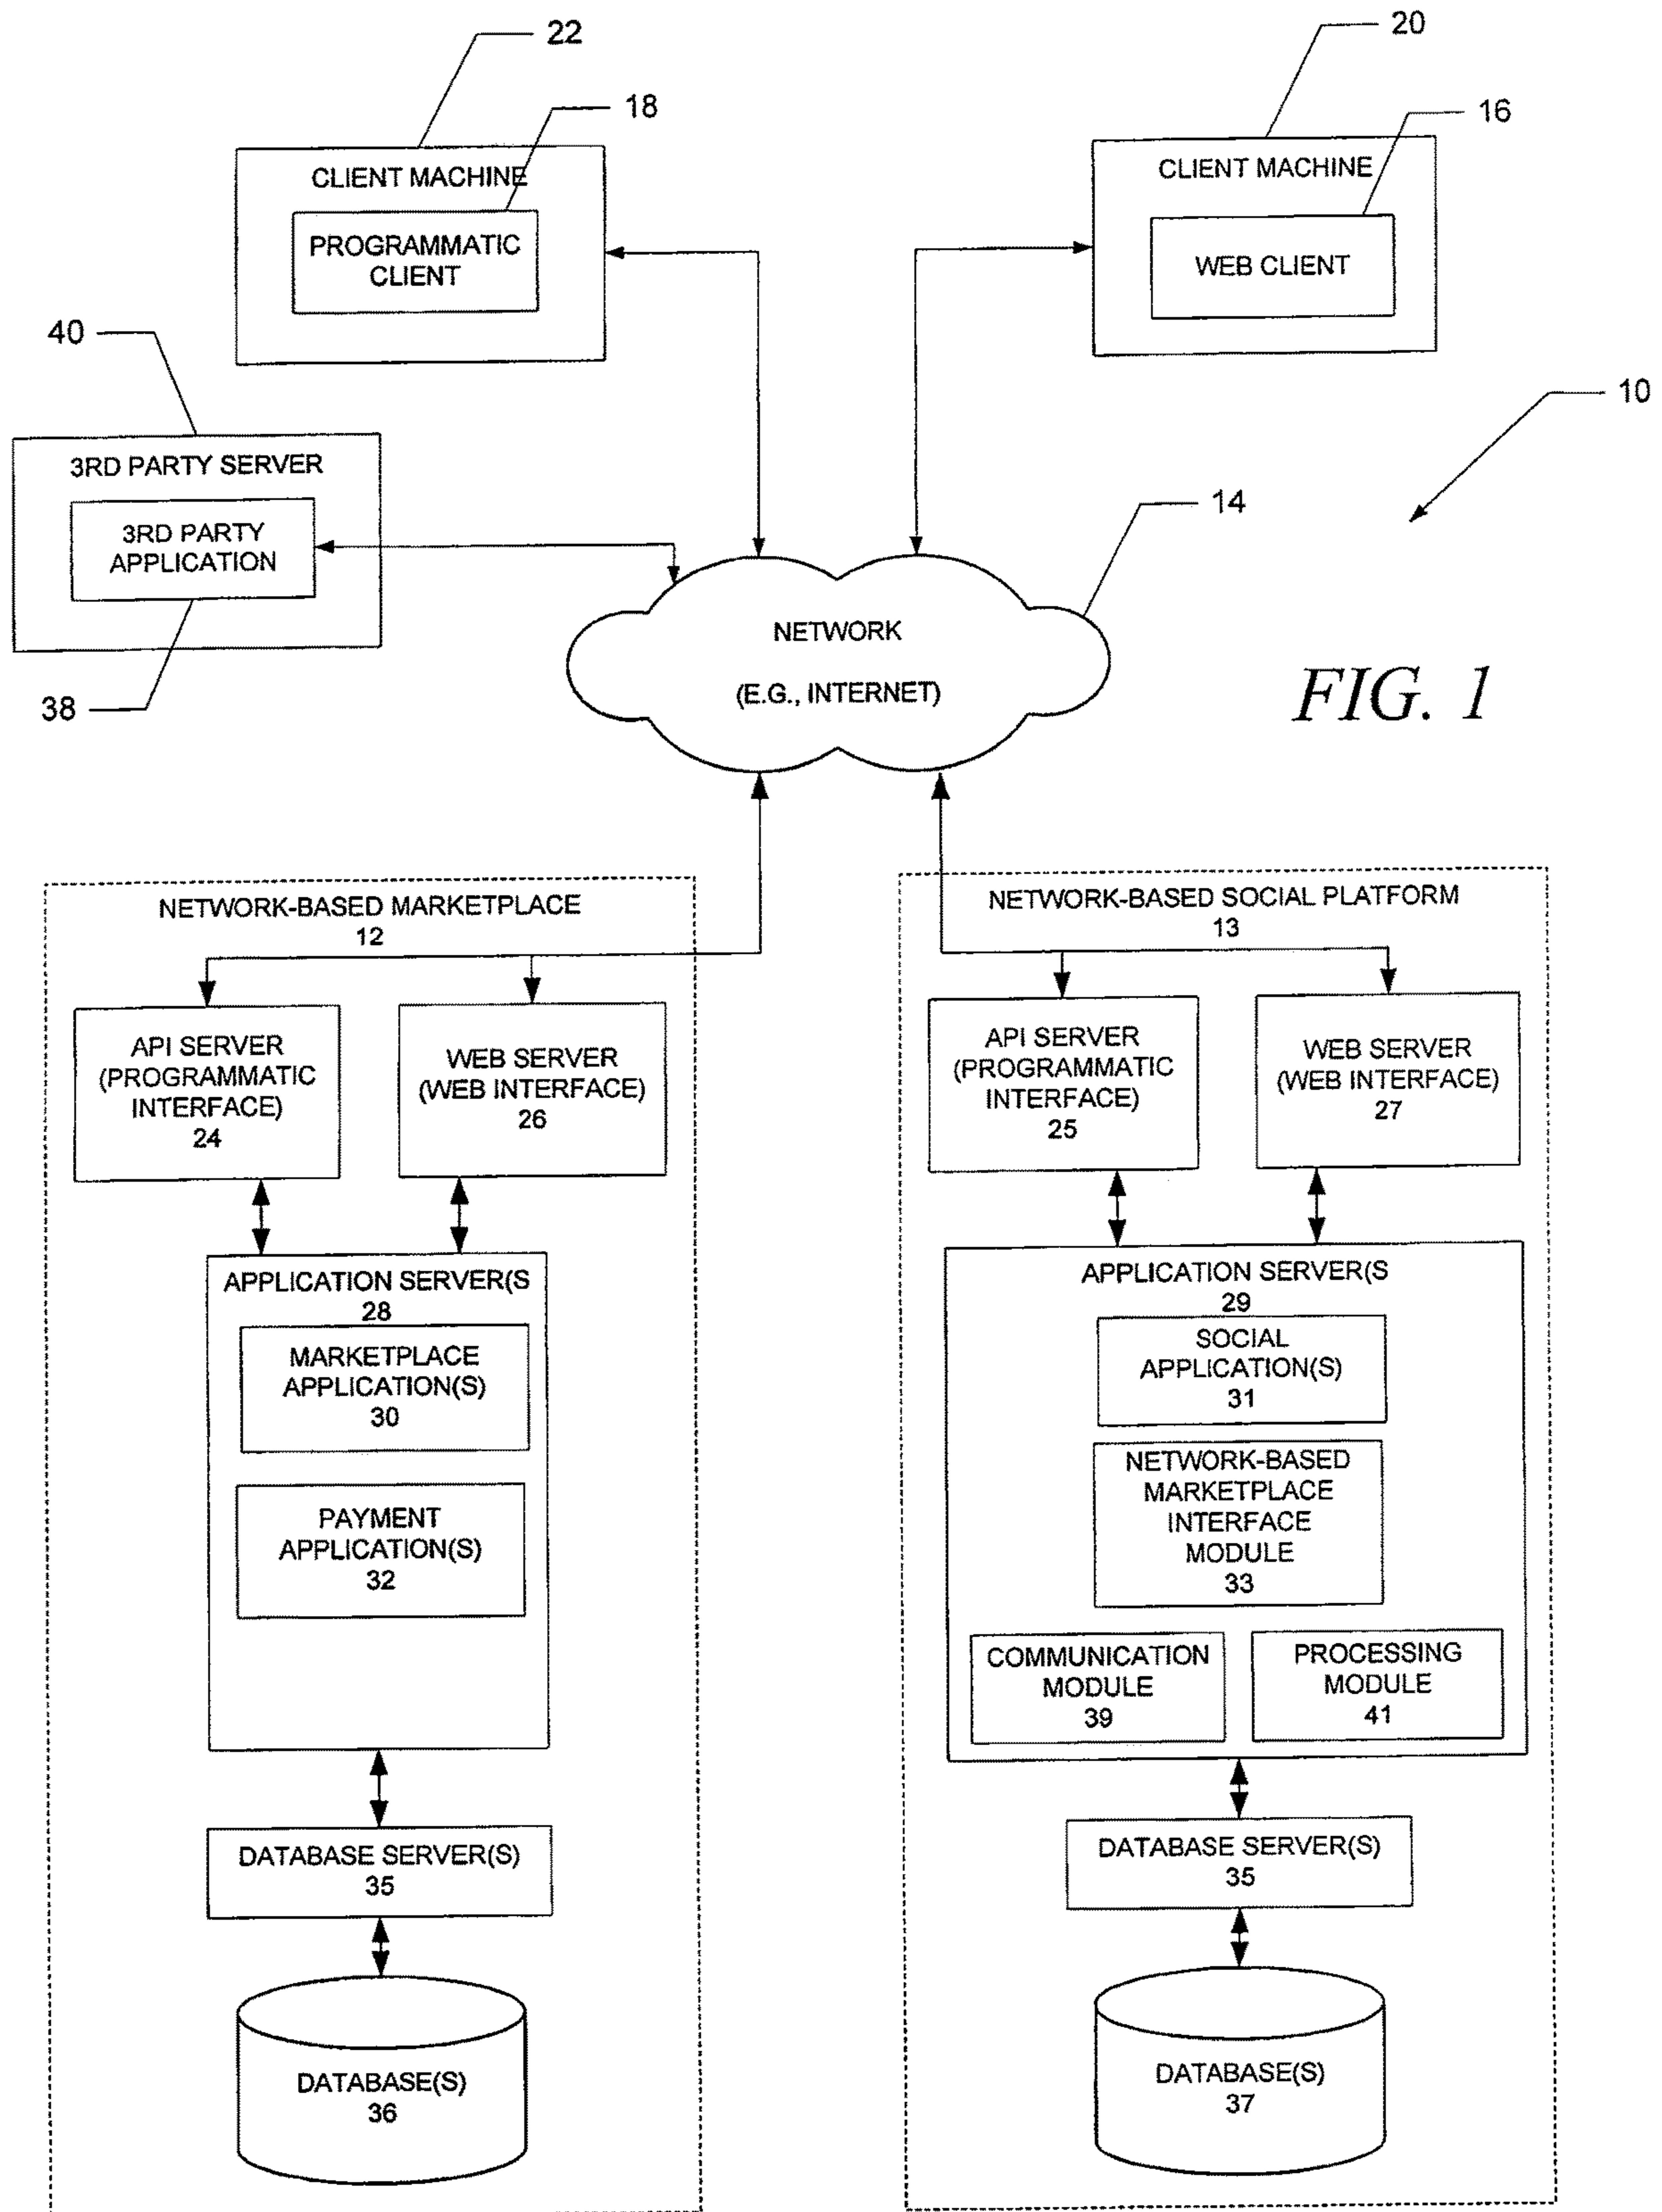 22
20
18
16
CLIENT MACHINE
PROGRAMMATIC
CLIENT
CLIENT MACHINE
WEB CLIENT
40
10
3RD PARTY SERVER
3RD PARTY
APPLICATION
14
38
NETWORK
(E.G., INTERNET)
FIG. 1
NETWORK-BASED MARKETPLACE
12
API SERVER
(PROGRAMMATIC
INTERFACE)
24
WEB SERVER
(WEB INTERFACE)
26
APPLICATION SERVER(S
28
MARKETPLACE
APPLICATION(S)
30
PAYMENT
APPLICATION(S)
32
DATABASE SERVER(S)
35
DATABASE(S)
36
NETWORK-BASED SOCIAL PLATFORM
13
API SERVER
(PROGRAMMATIC
INTERFACE)
25
WEB SERVER
(WEB INTERFACE)
27
APPLICATION SERVER(S
29
SOCIAL
APPLICATION(S)
31
NETWORK-BASED
MARKETPLACE
INTERFACE
MODULE
33
COMMUNICATION
MODULE
39
PROCESSING
MODULE
41
DATABASE SERVER(S)
35
DATABASE(S)
37